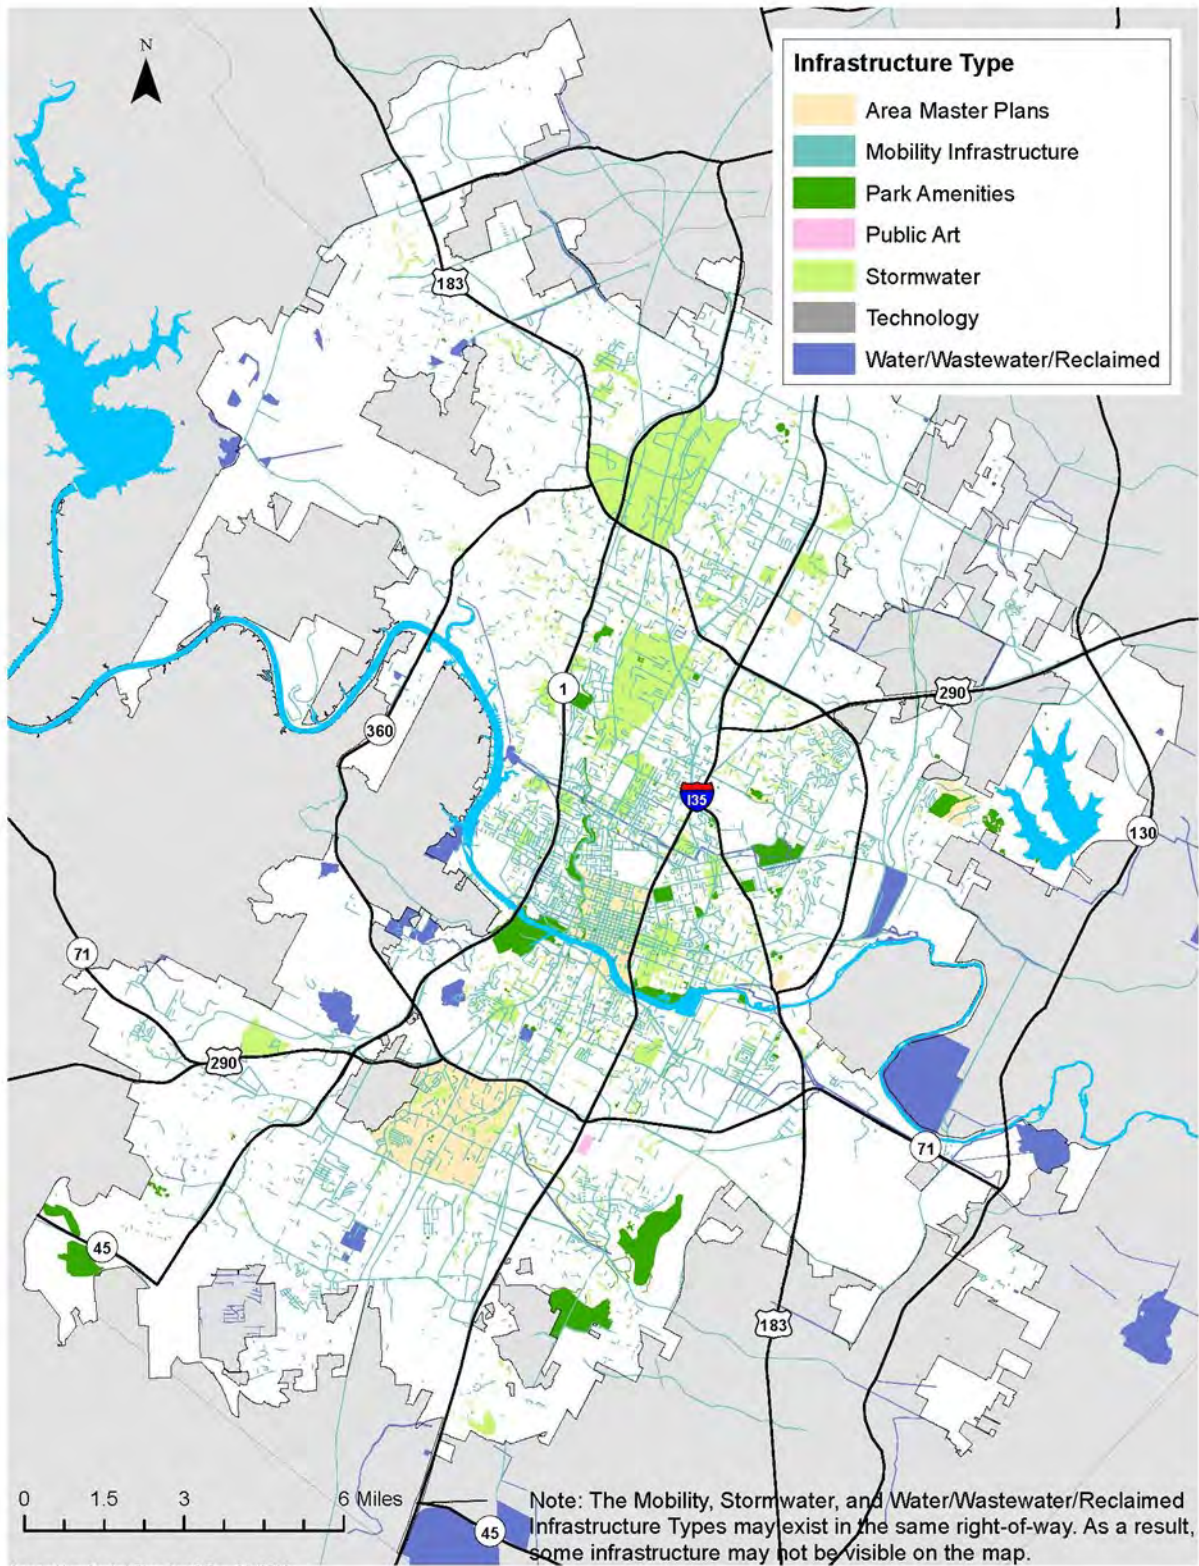 N
Infrastructure Type
Area Master Plans
Mobility Infrastructure
Park Amenities
Public Art
Stormwater
Technology
Water/Wastewater/Reclaimed
183
1
290
360
I35
130
71
290
71
45
183
0 1.5 3 6 Miles
45
Note: The Mobility, Stormwater, and Water/Wastewater/Reclaimed
Infrastructure Types may exist in the same right-of-way. As a result,
some infrastructure may not be visible on the map.